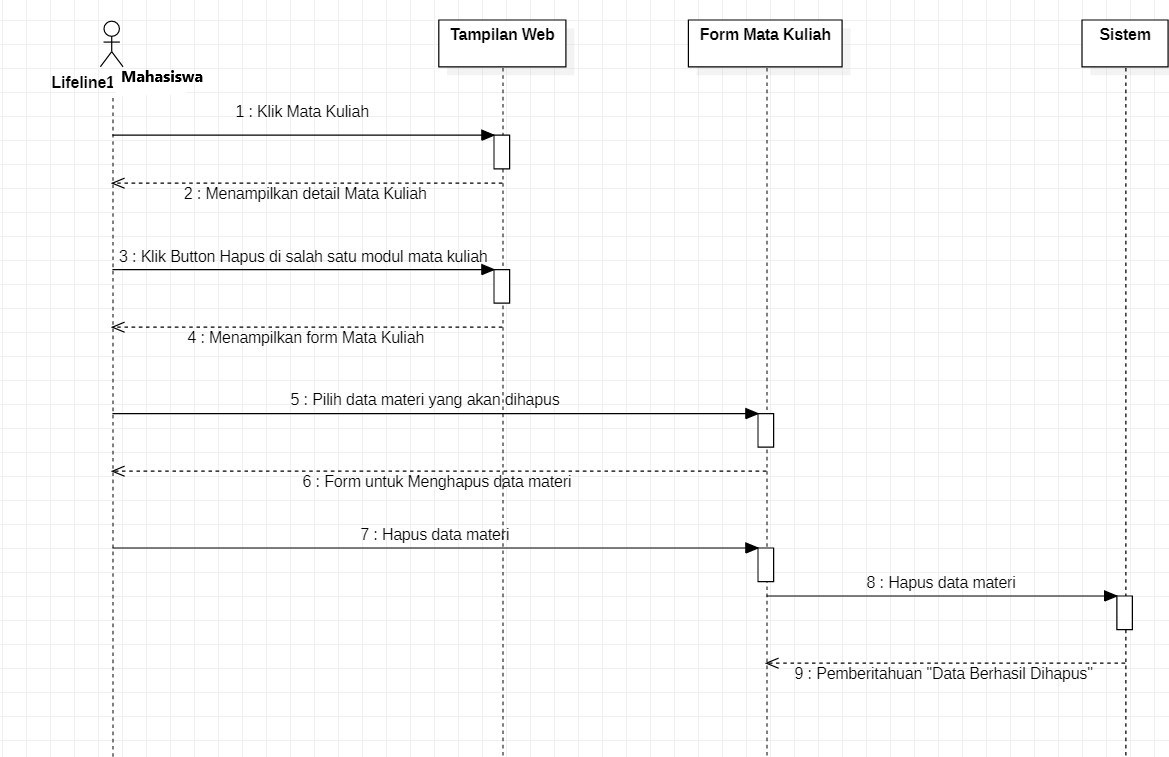 Tampilan Web
Form Mata Kuliah
Sistem
Lifeline1 Mahasiswa
1 : Klik Mata Kuliah
2 : Menampilkan detail Mata Kuliah
3 : Klik Button Hapus di salah satu modul mata kuliah
4 : Menampilkan form Mata Kuliah
5 : Pilih data materi yang akan dihapus
6 : Form untuk Menghapus data materi
7 : Hapus data materi
8 : Hapus data materi
9 : Pemberitahuan "Data Berhasil Dihapus"